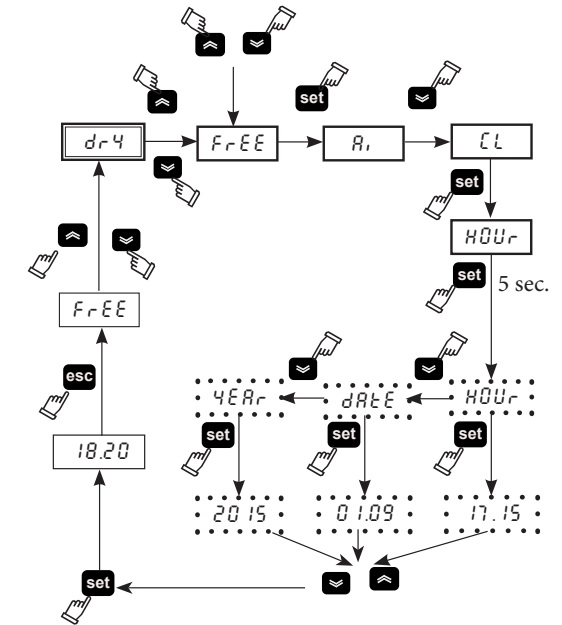 set
dr4 FrEE Ai CL
set
HOUr
set 5 sec.
FrEE
esc
YEAr dAtE HOUr
set set set
18.20
2015 01.09 17.15
set